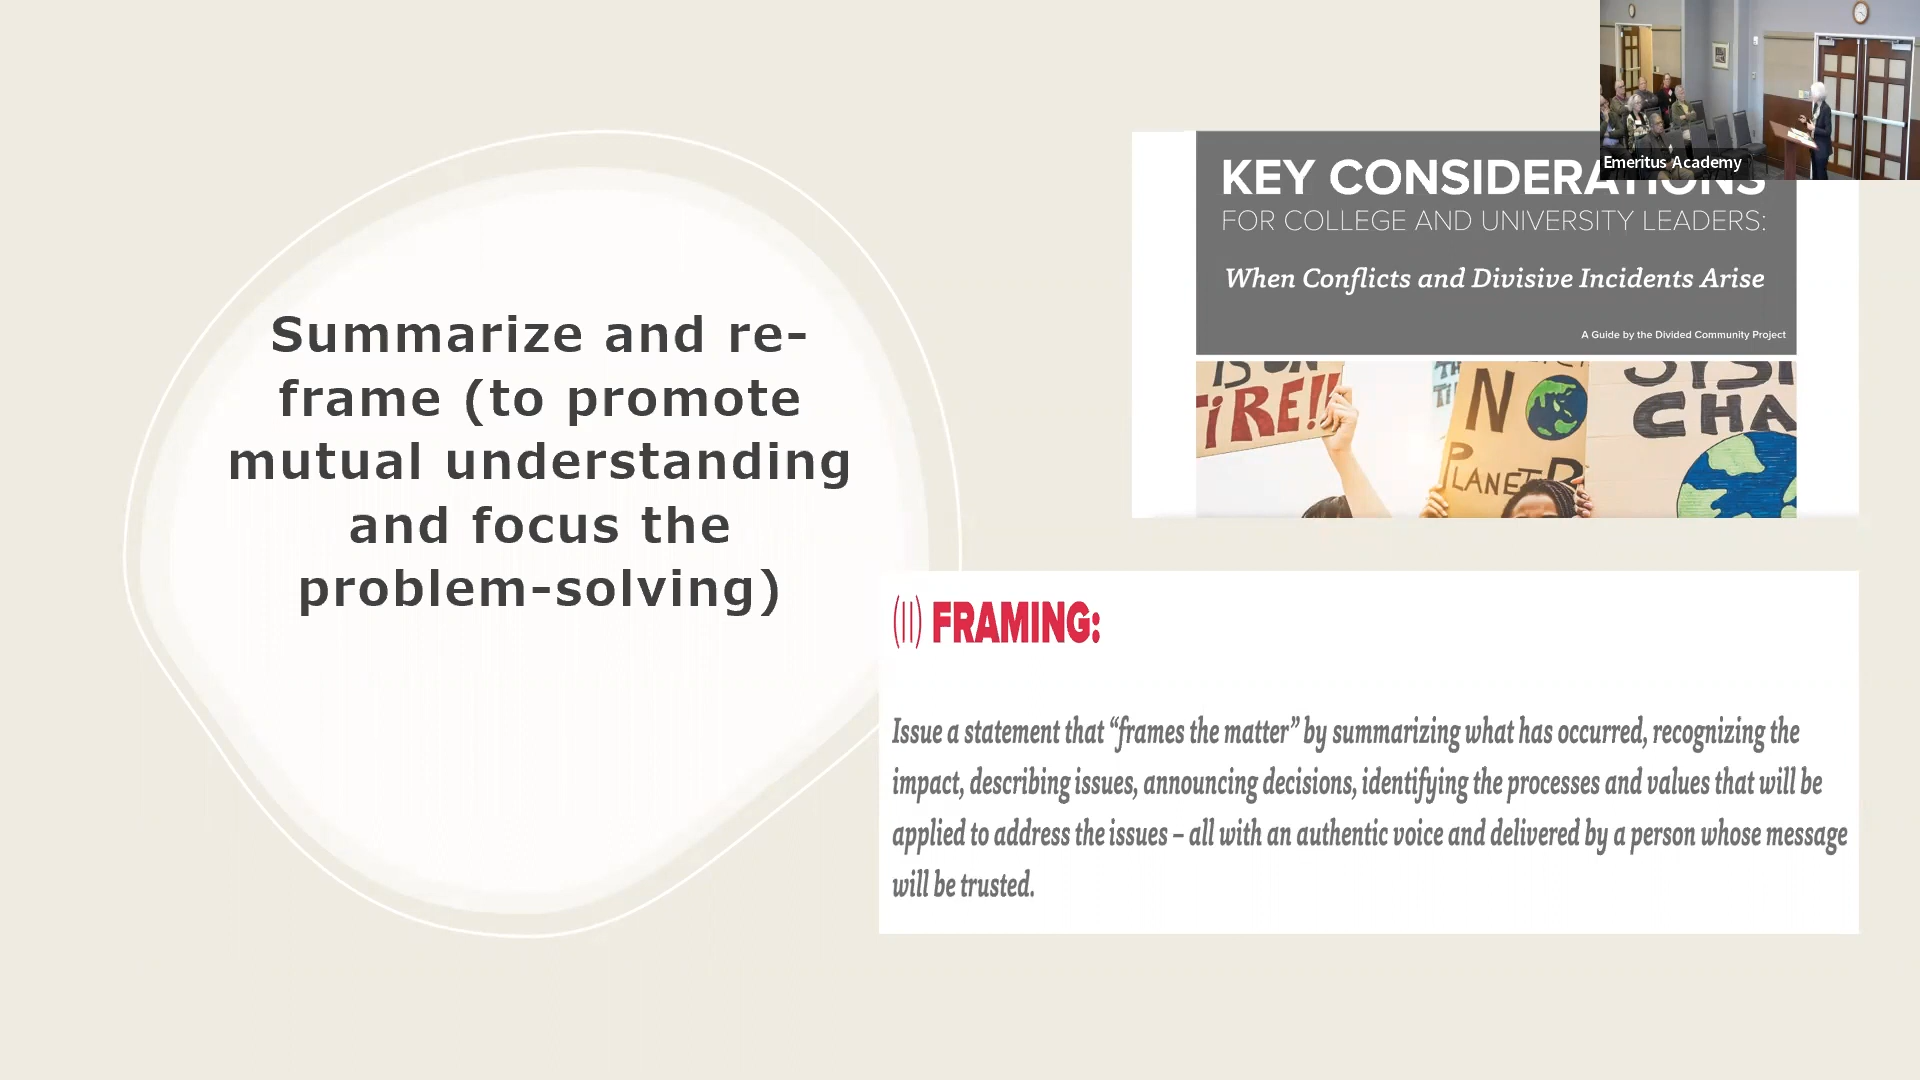 Summarize and re-
frame (to promote
mutual understanding
and focus the
problem-solving)
Emeritus Academy
KEY CONSIDERATIONS
FOR COLLEGE AND UNIVERSITY LEADERS:
When Conflicts and Divisive Incidents Arise
A Guide by the Divided Community Project
TiRE!!
NO
PLANET B
CHA
FRAMING:
Issue a statement that “frames the matter” by summarizing what has occurred, recognizing the
impact, describing issues, announcing decisions, identifying the processes and values that will be
applied to address the issues – all with an authentic voice and delivered by a person whose message
will be trusted.